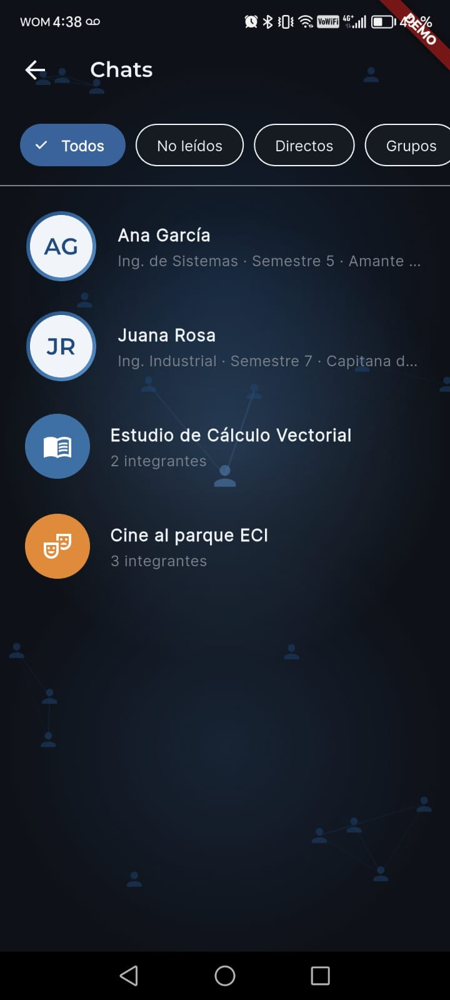 WOM 4:38
VoWiFi 4G+ %
DEMO
Chats
Todos
No leídos
Directos
Grupos
AG
Ana García
Ing. de Sistemas · Semestre 5 · Amante ...
JR
Juana Rosa
Ing. Industrial · Semestre 7 · Capitana d...
Estudio de Cálculo Vectorial
2 integrantes
Cine al parque ECI
3 integrantes